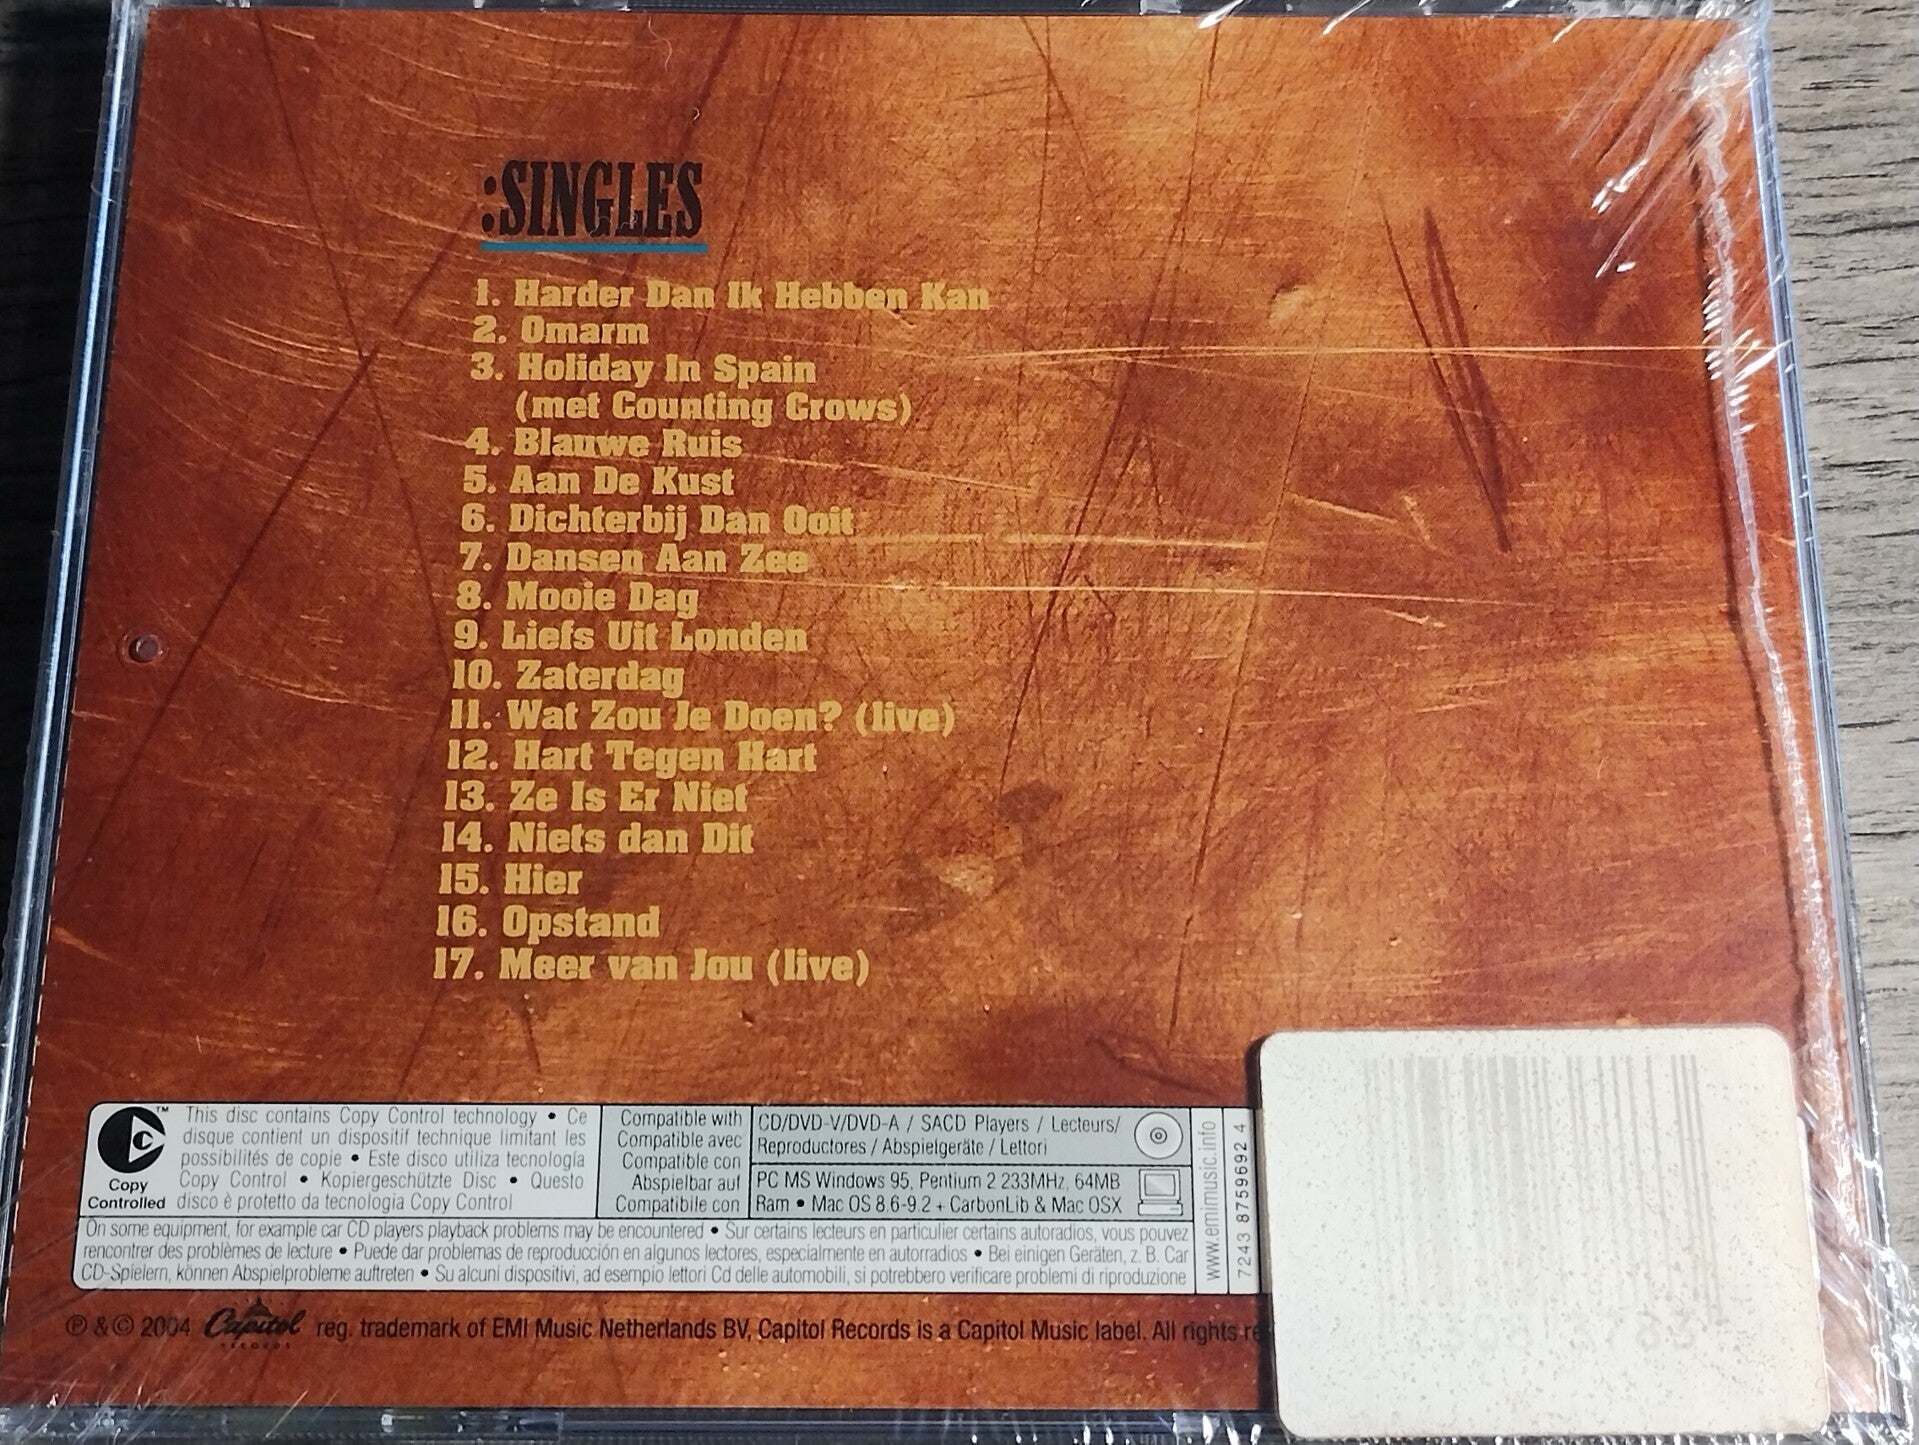 :SINGLES
1. Harder Dan Ik Hebben Kan
2. Omarm
3. Holiday In Spain
(met Counting Crows)
4. Blauwe Ruis
5. Aan De Kust
6. Dichterbij Dan Ooit
7. Dansen Aan Zee
8. Mooie Dag
9. Liefs Uit Londen
10. Zaterdag
11. Wat Zou Je Doen? (live)
12. Hart Tegen Hart
13. Ze Is Er Niet
14. Niets dan Dit
15. Hier
16. Opstand
17. Meer van Jou (live)
Copy
Controlled
TM
This disc contains Copy Control technology • Ce
disque contient un dispositif technique limitant les
possibilités de copie • Este disco utiliza tecnología
Copy Control • Kopiergeschützte Disc • Questo
disco è protetto da tecnologia Copy Control
Compatible with
Compatible avec
Compatible con
Abspielbar auf
Compatibile con
CD/DVD-V/DVD-A / SACD Players / Lecteurs/
Reproductores / Abspielgeräte / Lettori
PC MS Windows 95, Pentium 2 233MHz, 64MB
Ram • Mac OS 8.6-9.2 + CarbonLib & Mac OSX
On some equipment, for example car CD players playback problems may be encountered • Sur certains lecteurs en particulier certains autoradios, vous pouvez
rencontrer des problèmes de lecture • Puede dar problemas de reproducción en algunos lectores, especialmente en autorradios • Bei einigen Geräten, z. B. Car
CD-Spielern, können Abspielprobleme auftreten • Su alcuni dispositivi, ad esempio lettori Cd delle automobili, si potrebbero verificare problemi di riproduzione
www.emimusic.info
7243 8759692 4
℗ & © 2004 Capitol RECORDS reg. trademark of EMI Music Netherlands BV, Capitol Records is a Capitol Music label. All rights re